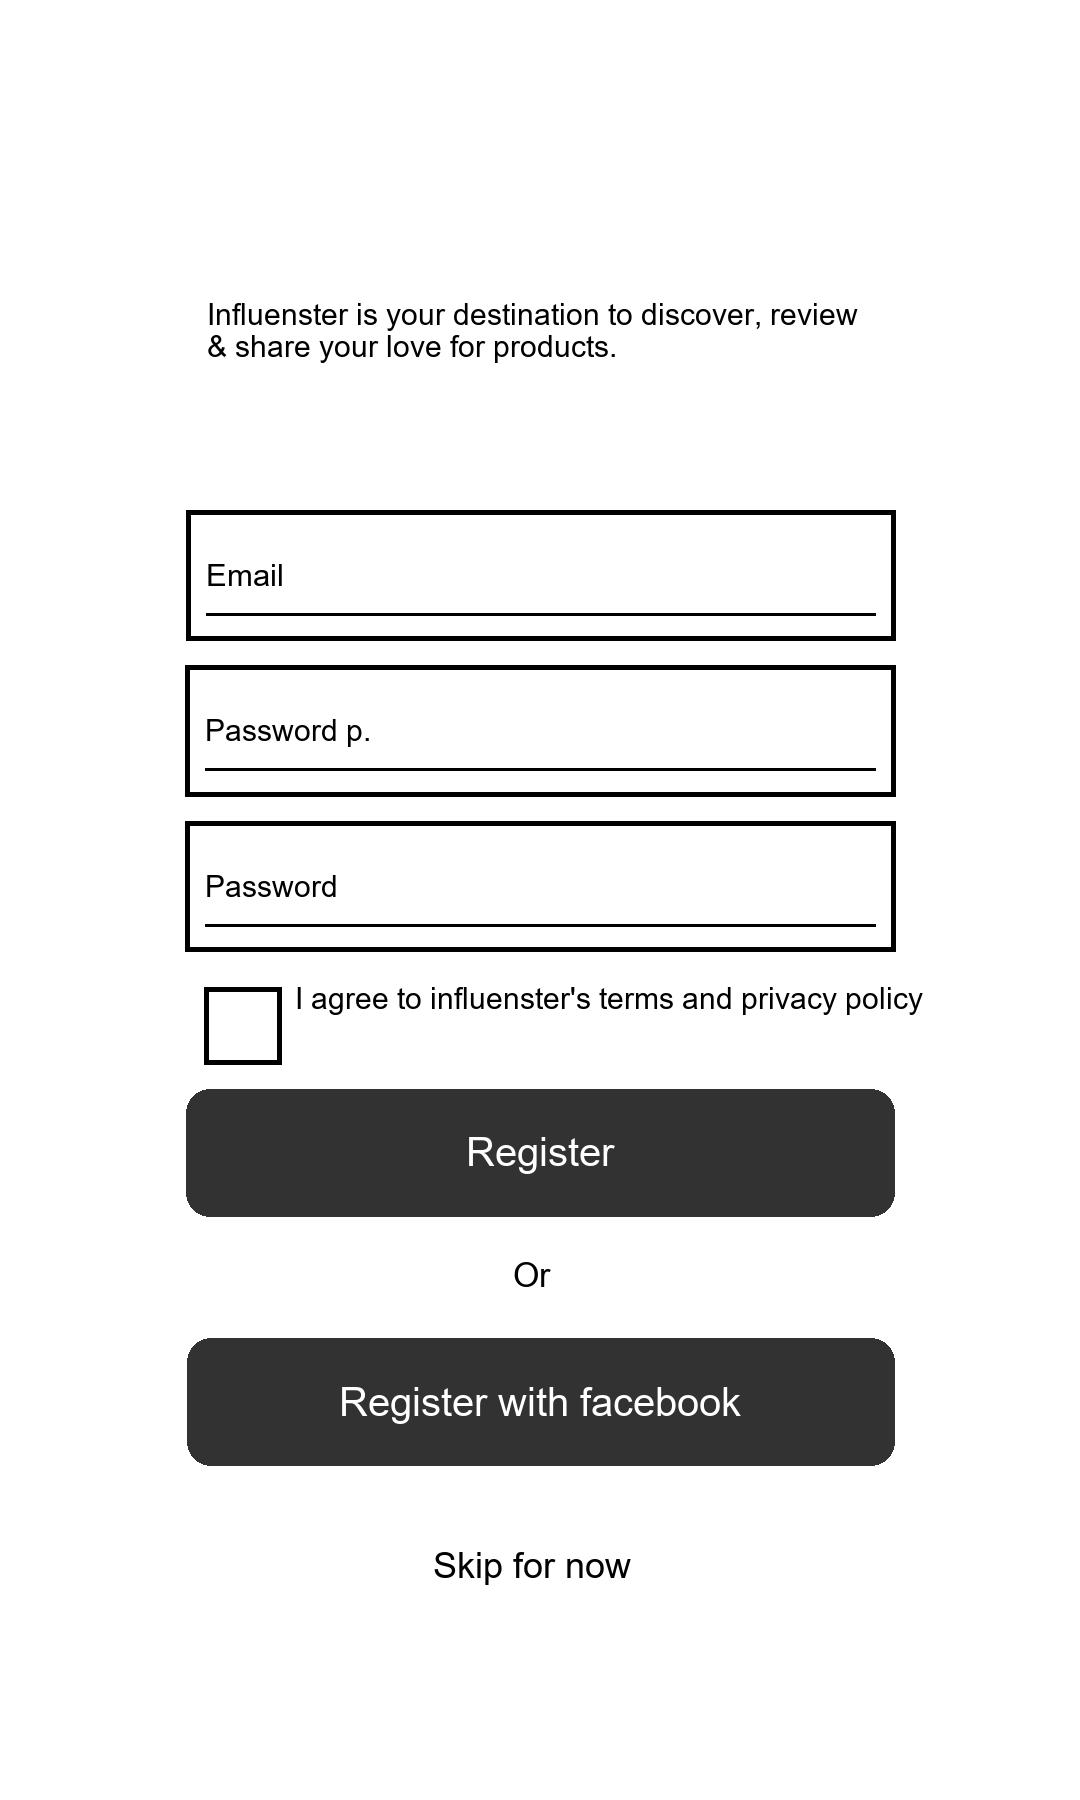 Influenster is your destination to discover, review
& share your love for products.
Email
Password p.
Password
I agree to influenster's terms and privacy policy
Register
Or
Register with facebook
Skip for now